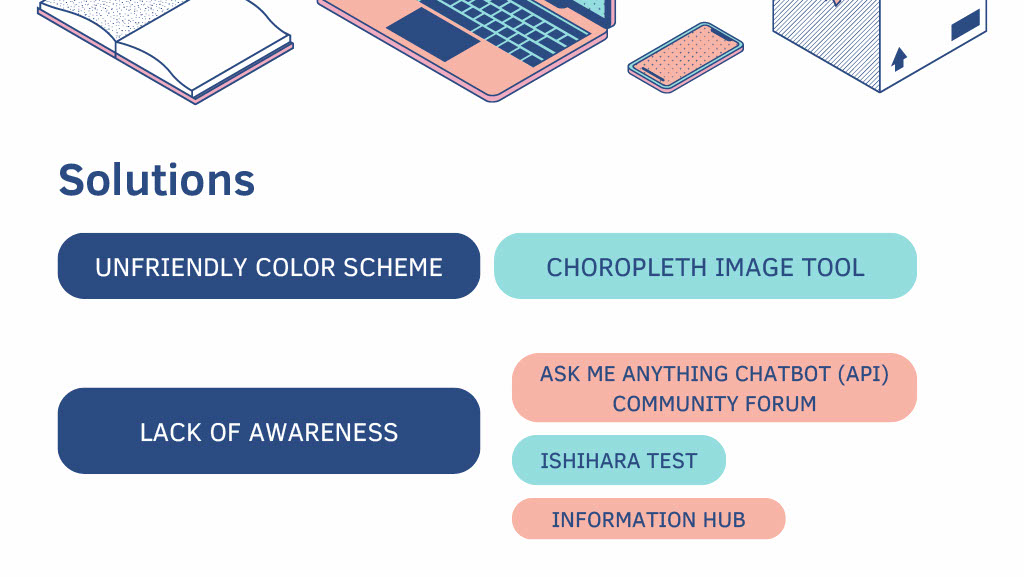 Solutions
UNFRIENDLY COLOR SCHEME
CHOROPLETH IMAGE TOOL
LACK OF AWARENESS
ASK ME ANYTHING CHATBOT (API)
COMMUNITY FORUM
ISHIHARA TEST
INFORMATION HUB